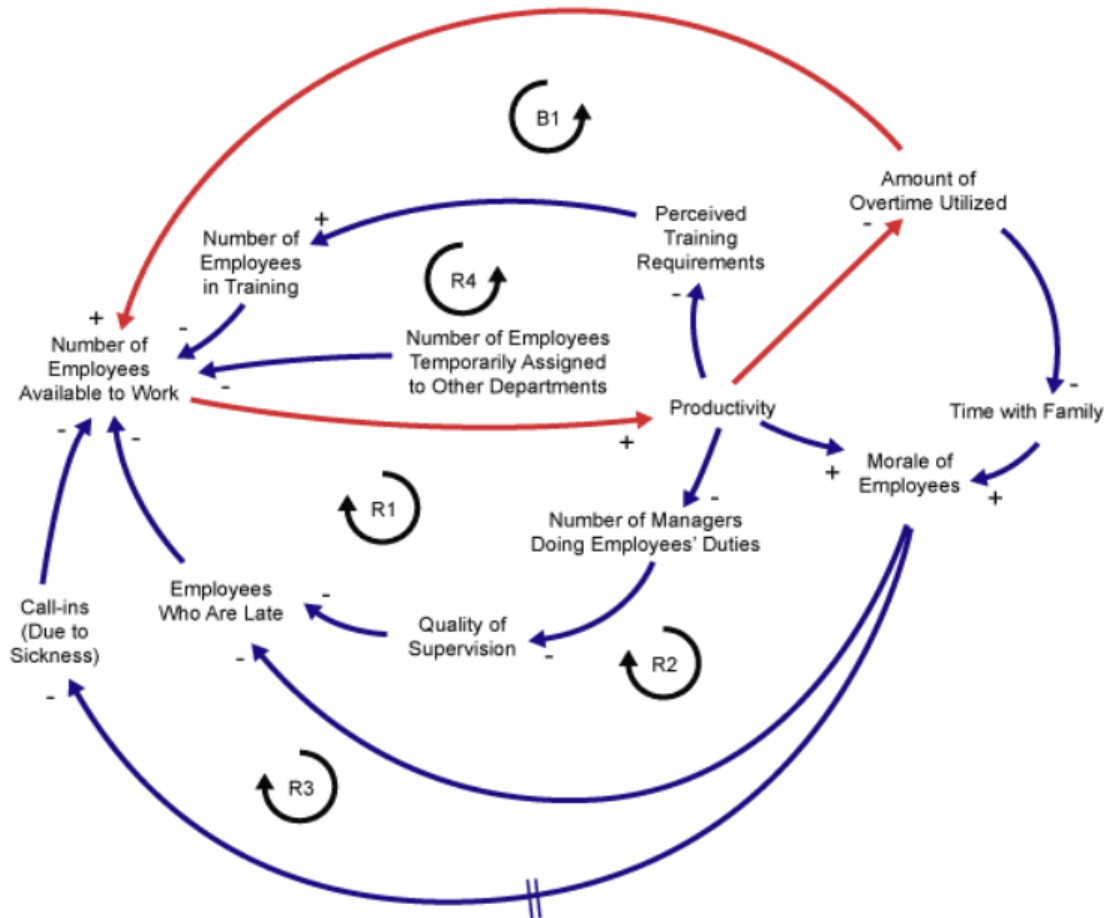 B1
Amount of
Overtime Utilized
-
+
Perceived
Training
Requirements
-
Number of
Employees
in Training
-
R4
+
Number of
Employees
Available to Work
-
-
-
Number of Employees
Temporarily Assigned
to Other Departments
Productivity
+
-
Time with Family
+
Morale of
Employees
+
R1
-
Number of Managers
Doing Employees' Duties
Call-ins
(Due to
Sickness)
-
Employees
Who Are Late
-
-
Quality of
Supervision
-
R2
R3